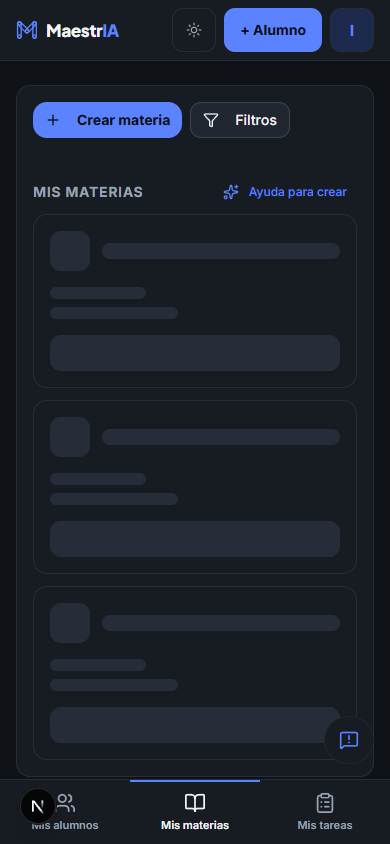 MaestrIA
+ Alumno
I
+ Crear materia
Filtros
MIS MATERIAS
Ayuda para crear
N
Mis alumnos
Mis materias
Mis tareas